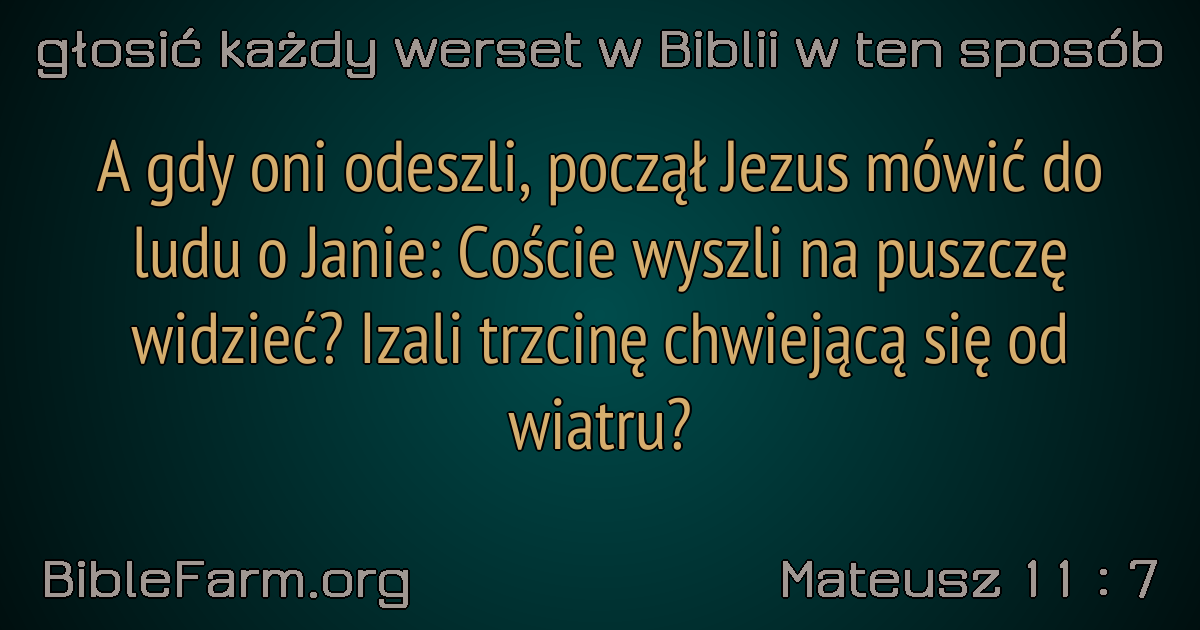 głosić każdy werset w Biblii w ten sposób
A gdy oni odeszli, począł Jezus mówić do
ludu o Janie: Coście wyszli na puszczę
widzieć? Izali trzcinę chwiejącą się od
wiatru?
BibleFarm.org
Mateusz 11 : 7